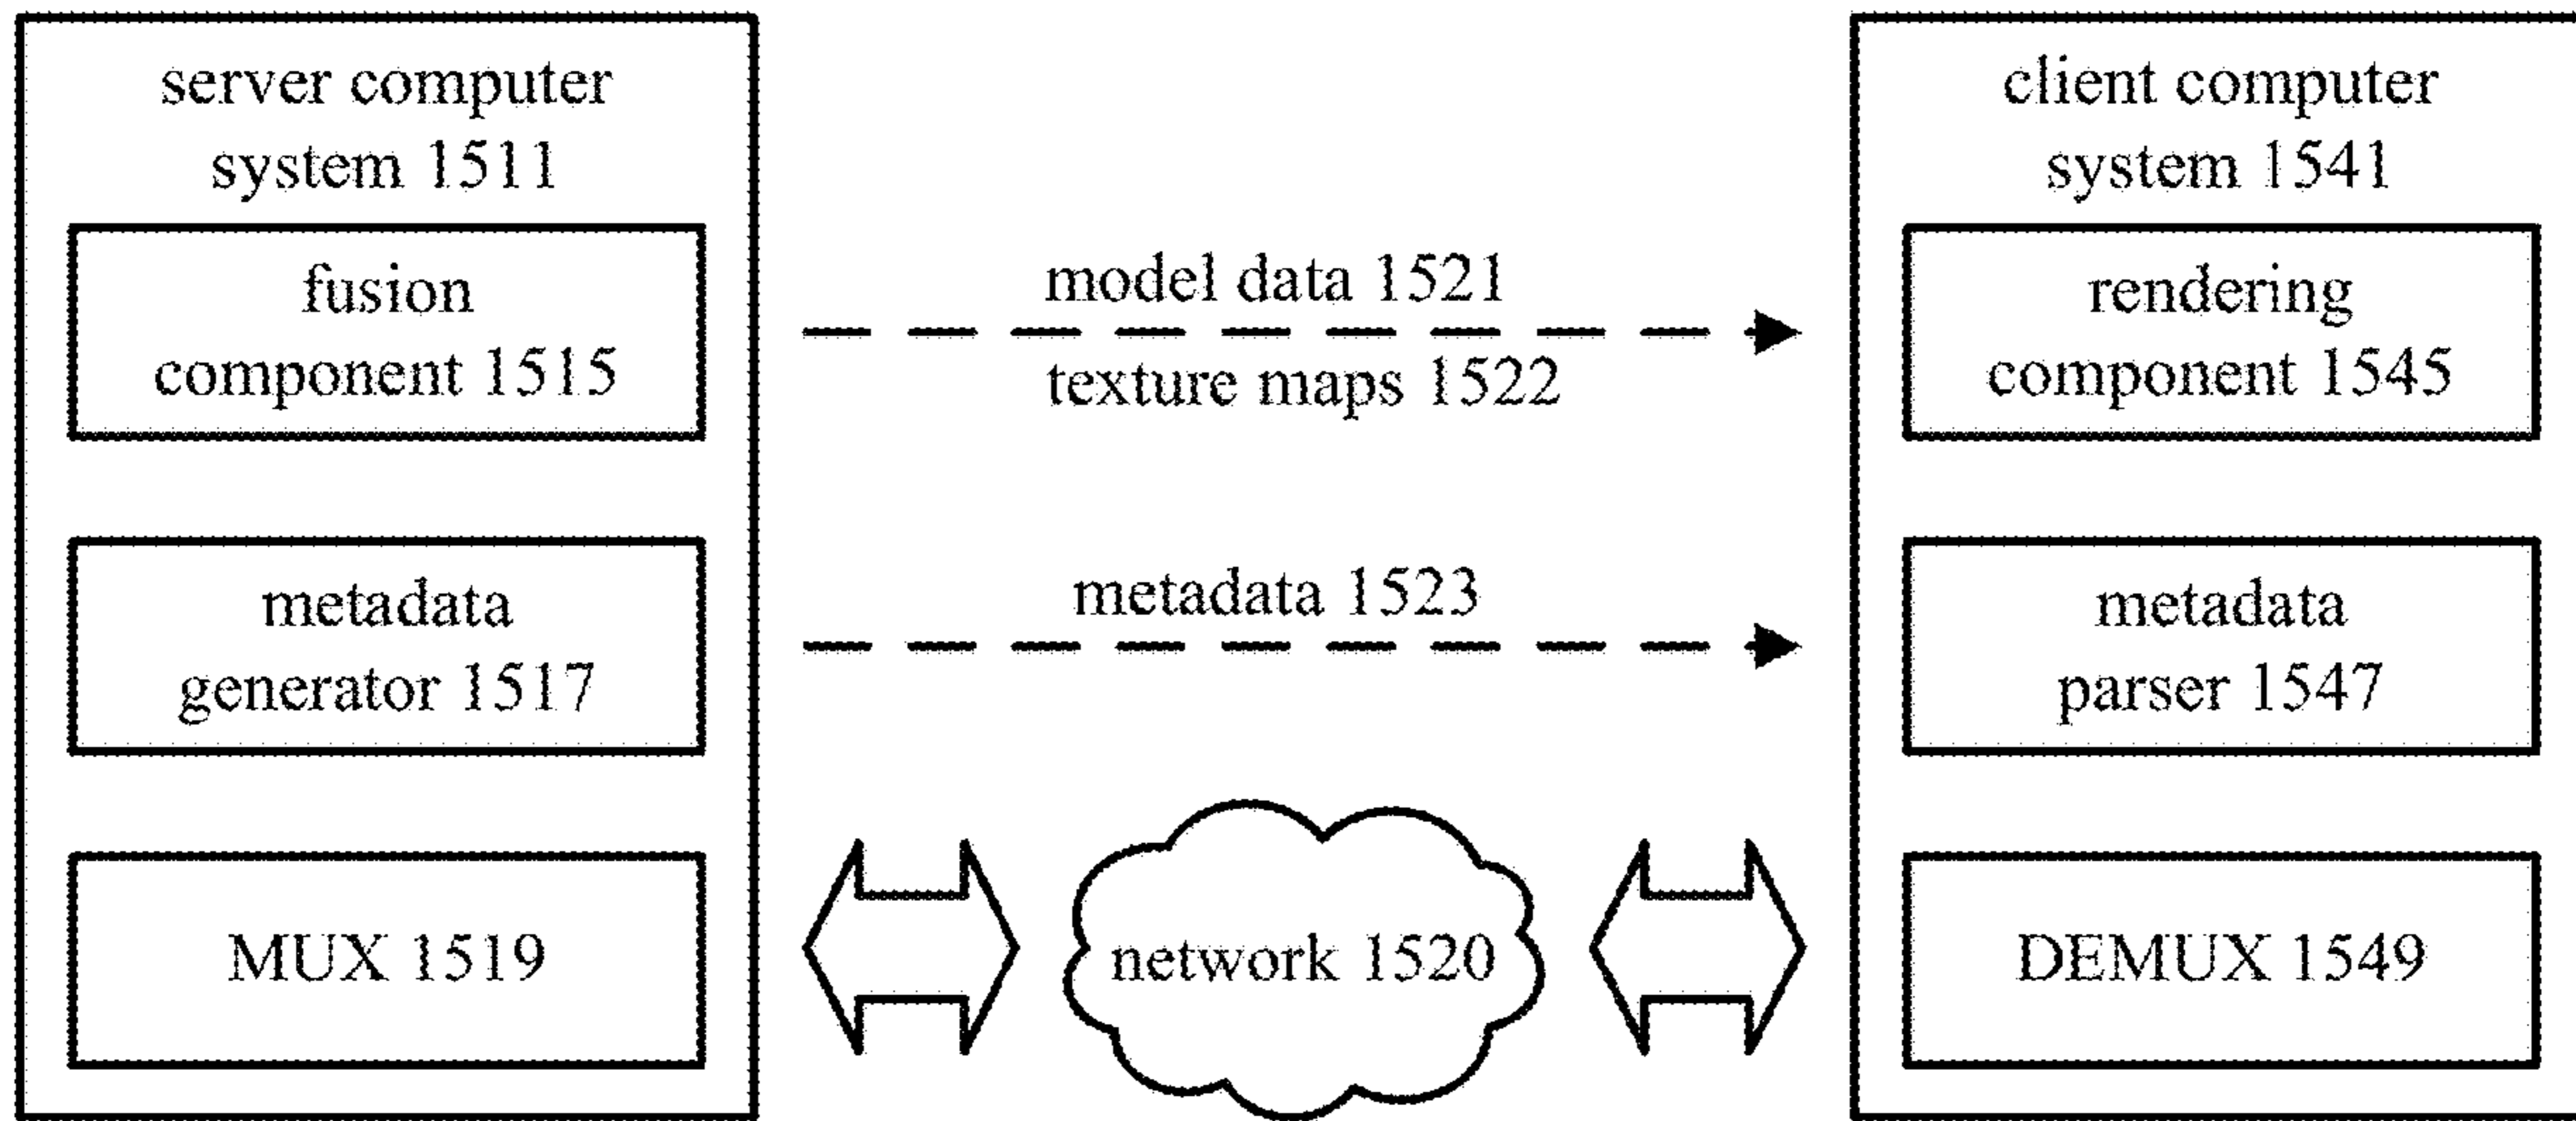 server computer
system 1511
fusion
component 1515
metadata
generator 1517
MUX 1519
model data 1521
texture maps 1522
metadata 1523
network 1520
client computer
system 1541
rendering
component 1545
metadata
parser 1547
DEMUX 1549